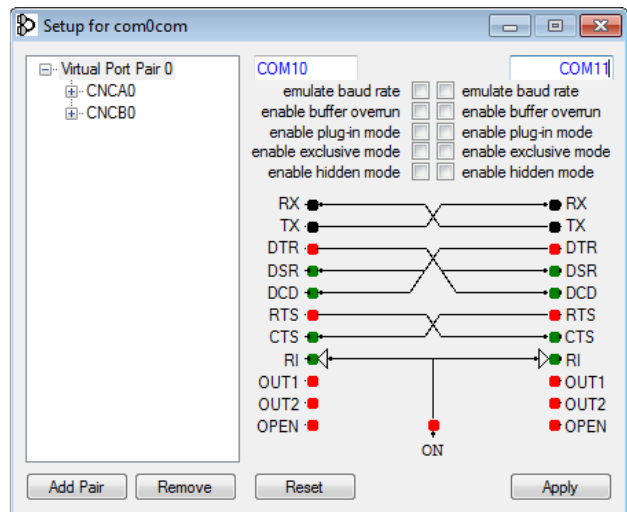 Setup for com0com
Virtual Port Pair 0
CNCA0
CNCB0
COM10 COM11
emulate baud rate emulate baud rate
enable buffer overrun enable buffer overrun
enable plug-in mode enable plug-in mode
enable exclusive mode enable exclusive mode
enable hidden mode enable hidden mode
RX RX
TX TX
DTR DTR
DSR DSR
DCD DCD
RTS RTS
CTS CTS
RI RI
OUT1 OUT1
OUT2 OUT2
OPEN OPEN
ON
Add Pair Remove Reset Apply